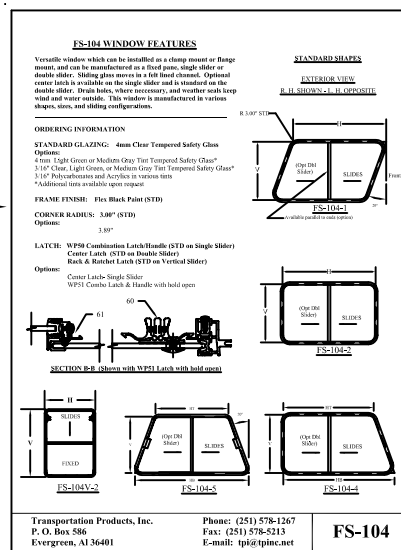 FS-104 WINDOW FEATURES
Versatile window which can be installled as a clamp mount or flange
mount, and can be manufactured as a fixed pane, single slider or
double slider. Sliding glass moves in a felt lined channel. Optional
center latch is available on the single slider and is standard on the
double slider. Drain holes, where neccessary, and weather seals keep
wind and water outside. This window is manufactured in various
shapes, sizes, and sliding configurations.
ORDERING INFORMATION
STANDARD GLAZING: 4mm Clear Tempered Safety Glass
Options:
4 mm Light Green or Medium Gray Tint Tempered Safety Glass*
3/16" Clear, Light Green, or Medium Gray Tint Tempered Safety Glass*
3/16" Polycarbonates and Acrylics in various tints
*Additional tints available upon request
FRAME FINISH: Flex Black Paint (STD)
CORNER RADIUS: 3.00" (STD)
Options:
3.89"
LATCH: WP50 Combination Latch/Handle (STD on Single Slider)
Center Latch (STD on Double Slider)
Rack & Ratchet Latch (STD on Vertical Slider)
Options:
Center Latch- Single Slider
WP51 Combo Latch & Handle with hold open
60
61
SECTION B-B (Shown with WP51 Latch with hold open)
STANDARD SHAPES
EXTERIOR VIEW
R. H. SHOWN - L. H. OPPOSITE
R 3.00" STD
H
V
(Opt Dbl
Slider)
SLIDES
Front
20°
Available parallel to ends (option)
FS-104-1
H
V
(Opt Dbl
Slider)
SLIDES
FS-104-2
H
V
SLIDES
FIXED
FS-104V-2
HT
V
(Opt Dbl
Slider)
SLIDES
HB
FS-104-5
HT
V
(Opt Dbl
Slider)
SLIDES
HB
FS-104-4
Transportation Products, Inc.
P. O. Box 586
Evergreen, Al 36401
Phone: (251) 578-1267
Fax: (251) 578-5213
E-mail: tpi@tpinc.net
FS-104